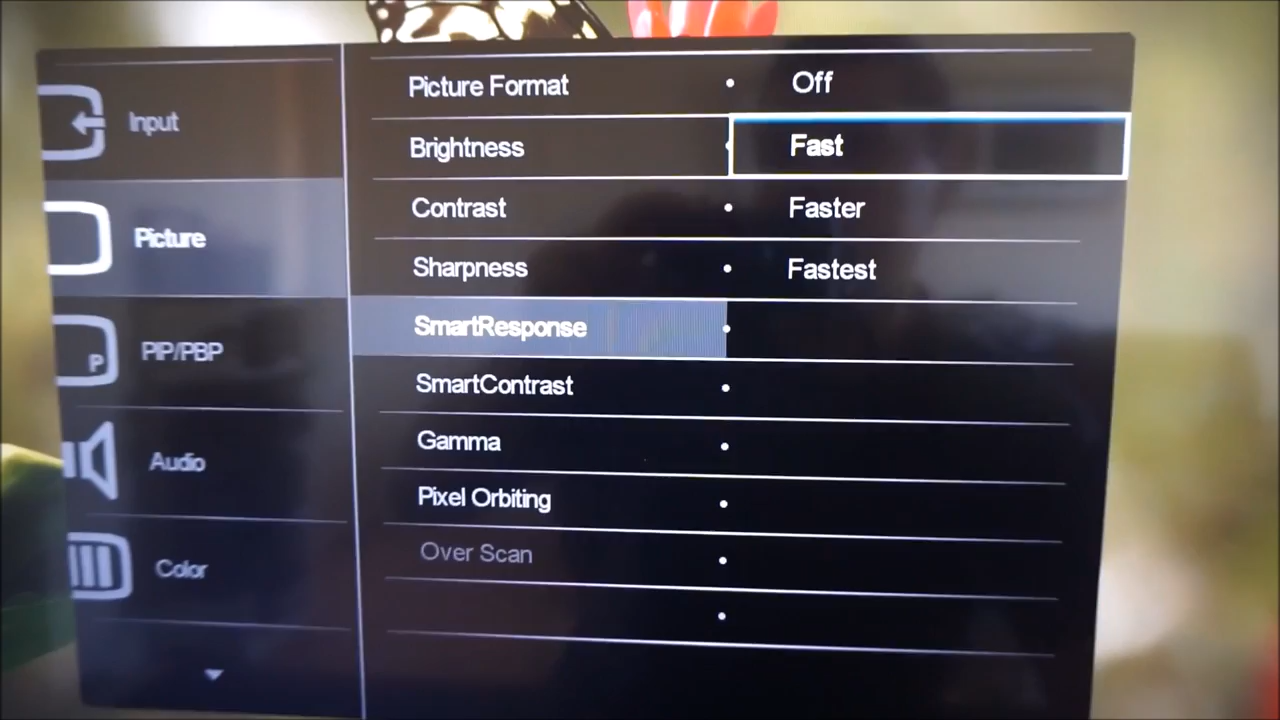 Input
Picture
P
PIP/PBP
Audio
Color
Picture Format
Brightness
Contrast
Sharpness
SmartResponse
SmartContrast
Gamma
Pixel Orbiting
Over Scan
Off
Fast
Faster
Fastest